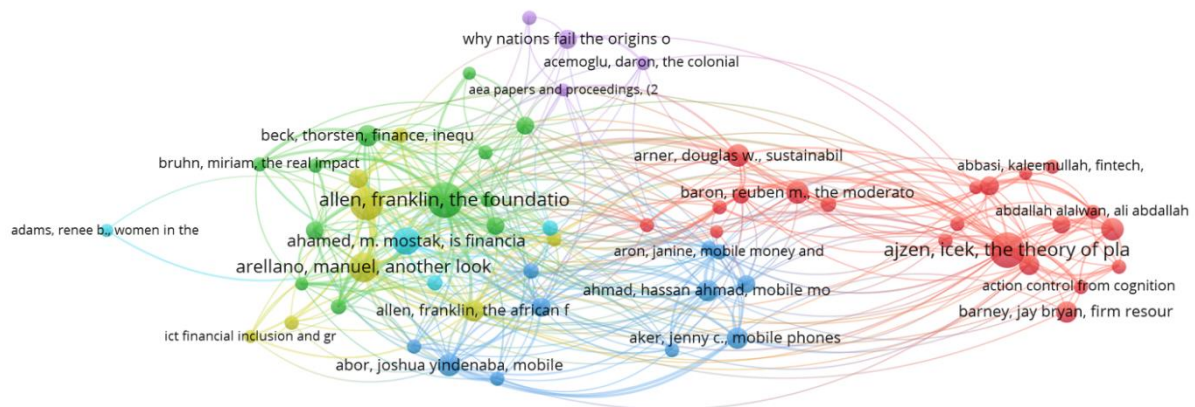 why nations fail the origins o
acemoglu, daron, the colonial
aea papers and proceedings, (2
beck, thorsten, finance, inequ
bruhn, miriam, the real impact
arner, douglas w., sustainabil
abbasi, kaleemullah, fintech,
allen, franklin, the foundatio
baron, reuben m., the moderato
abdallah alalwan, ali abdallah
adams, renee b., women in the
ahamed, m. mostak, is financia
aron, janine, mobile money and
ajzen, icek, the theory of pla
arellano, manuel, another look
ahmad, hassan ahmad, mobile mo
action control from cognition
allen, franklin, the african f
barney, jay bryan, firm resour
ict financial inclusion and gr
aker, jenny c., mobile phones
abor, joshua yindenaba, mobile